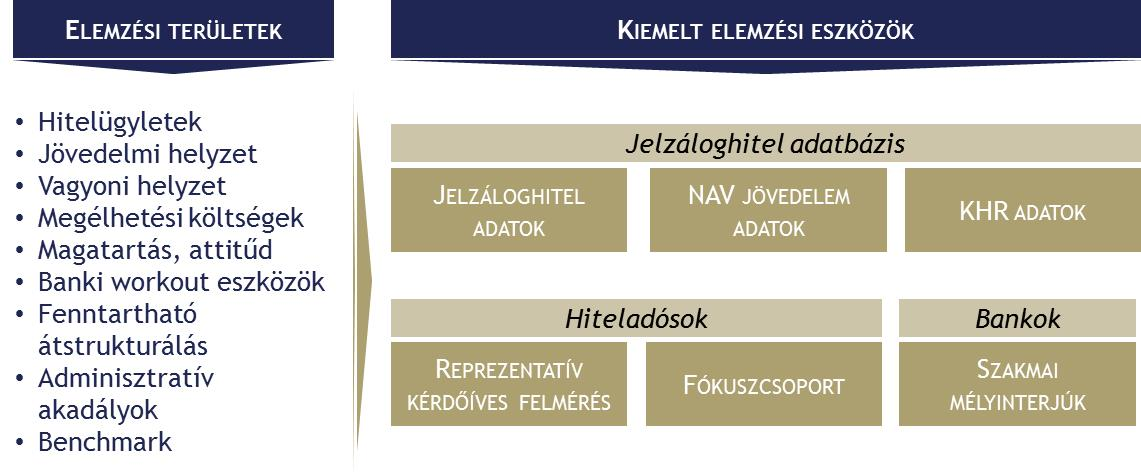 ELEMZÉSI TERÜLETEK
• Hitelügyletek
• Jövedelmi helyzet
• Vagyoni helyzet
• Megélhetési költségek
• Magatartás, attitűd
• Banki workout eszközök
• Fenntartható
átstrukturálás
• Adminisztratív
akadályok
• Benchmark
KIEMELT ELEMZÉSI ESZKÖZÖK
Jelzáloghitel adatbázis
JELZÁLOGHITEL
ADATOK
NAV JÖVEDELEM
ADATOK
KHR ADATOK
Hiteladósok
REPREZENTATÍV
KÉRDŐÍVES FELMÉRÉS
FÓKUSZCSOPORT
Bankok
SZAKMAI
MÉLYINTERJÚK